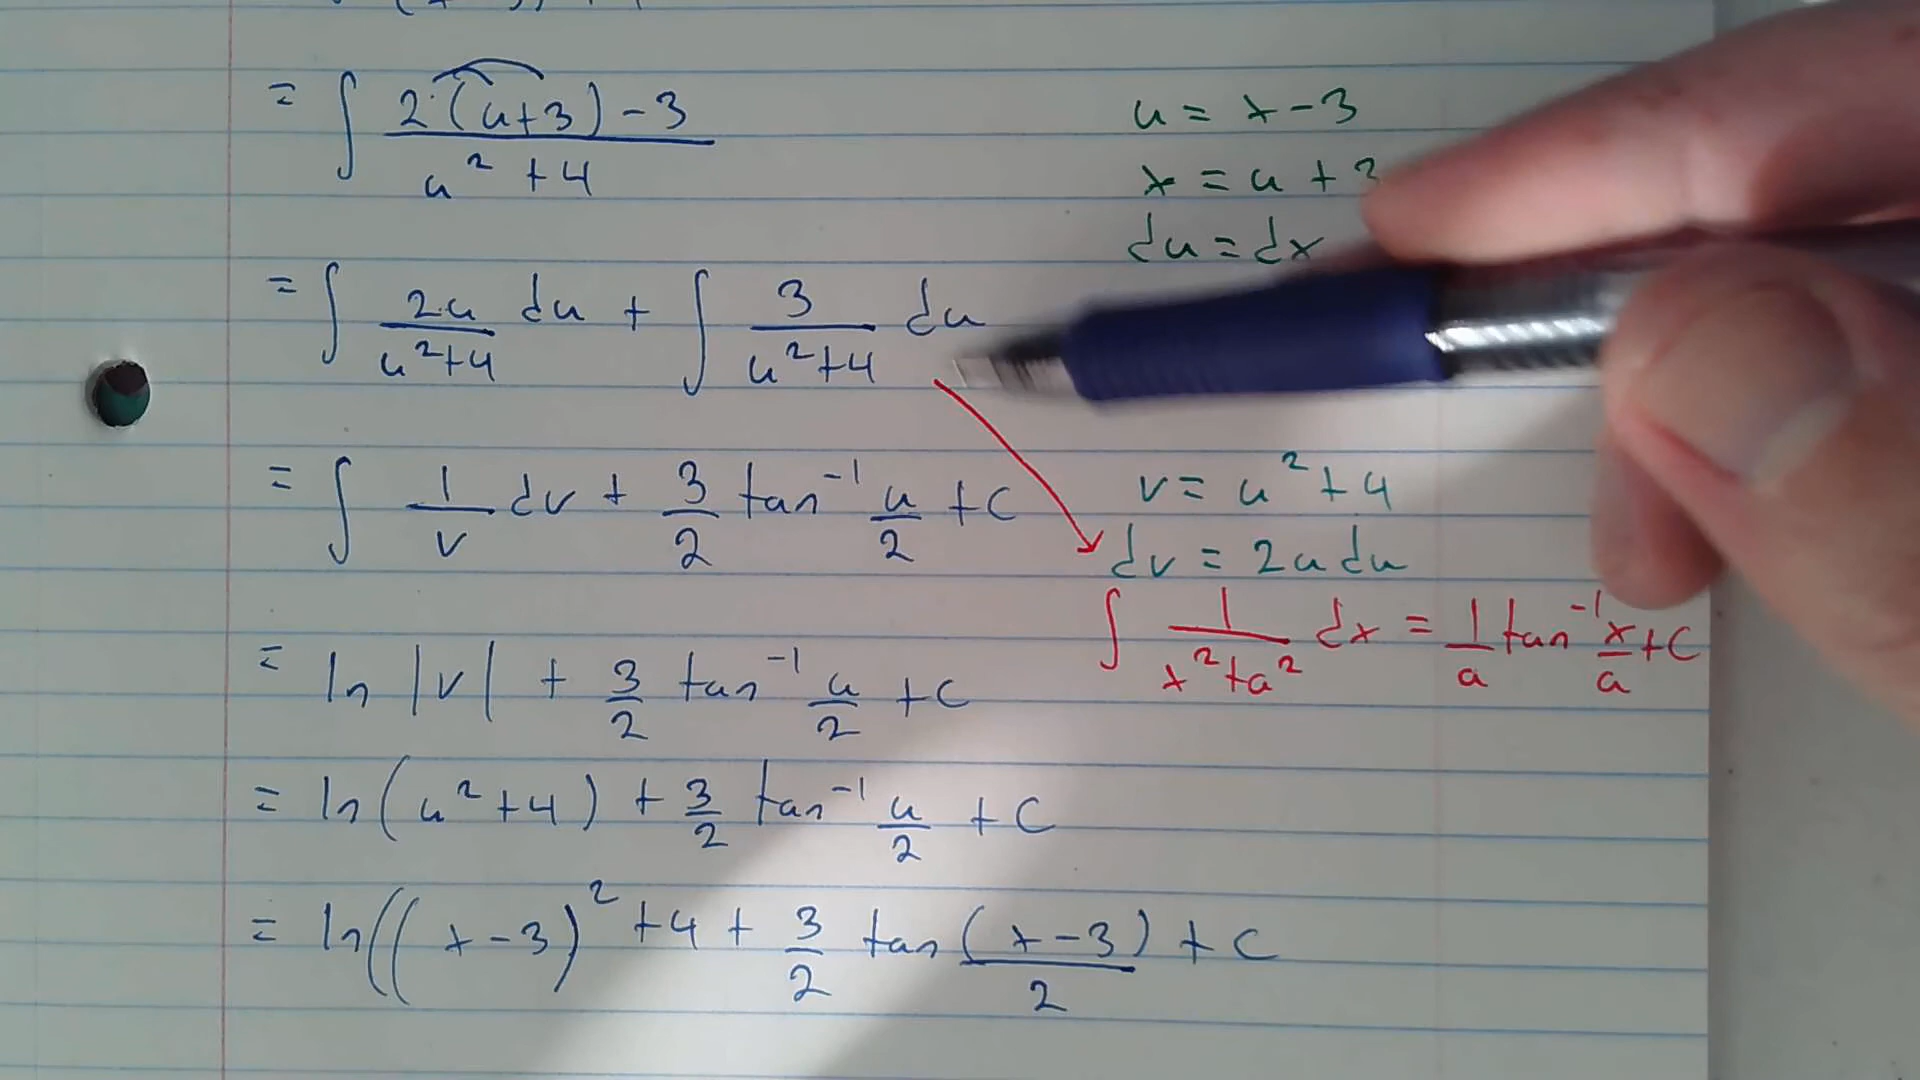 = ∫ (2·(u+3) - 3)/(u² + 4)
u = x - 3
x = u + 3
du = dx
= ∫ 2u/(u²+4) du + ∫ 3/(u²+4) du
= ∫ 1/v dv + 3/2 tan⁻¹ u/2 + C
v = u² + 4
dv = 2u du
∫ 1/(x²+a²) dx = 1/a tan⁻¹ x/a + C
= ln |v| + 3/2 tan⁻¹ u/2 + C
= ln(u² + 4) + 3/2 tan⁻¹ u/2 + C
= ln((x-3)² + 4 + 3/2 tan (x-3)/2 + C